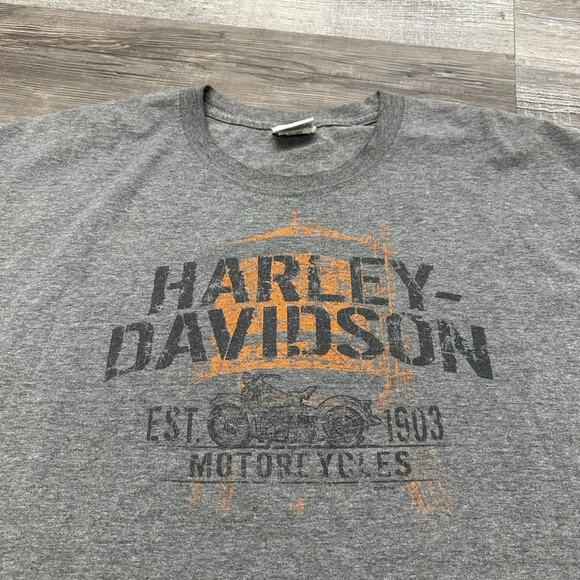 HARLEY-
DAVIDSON
EST. 1903
MOTORCYCLES